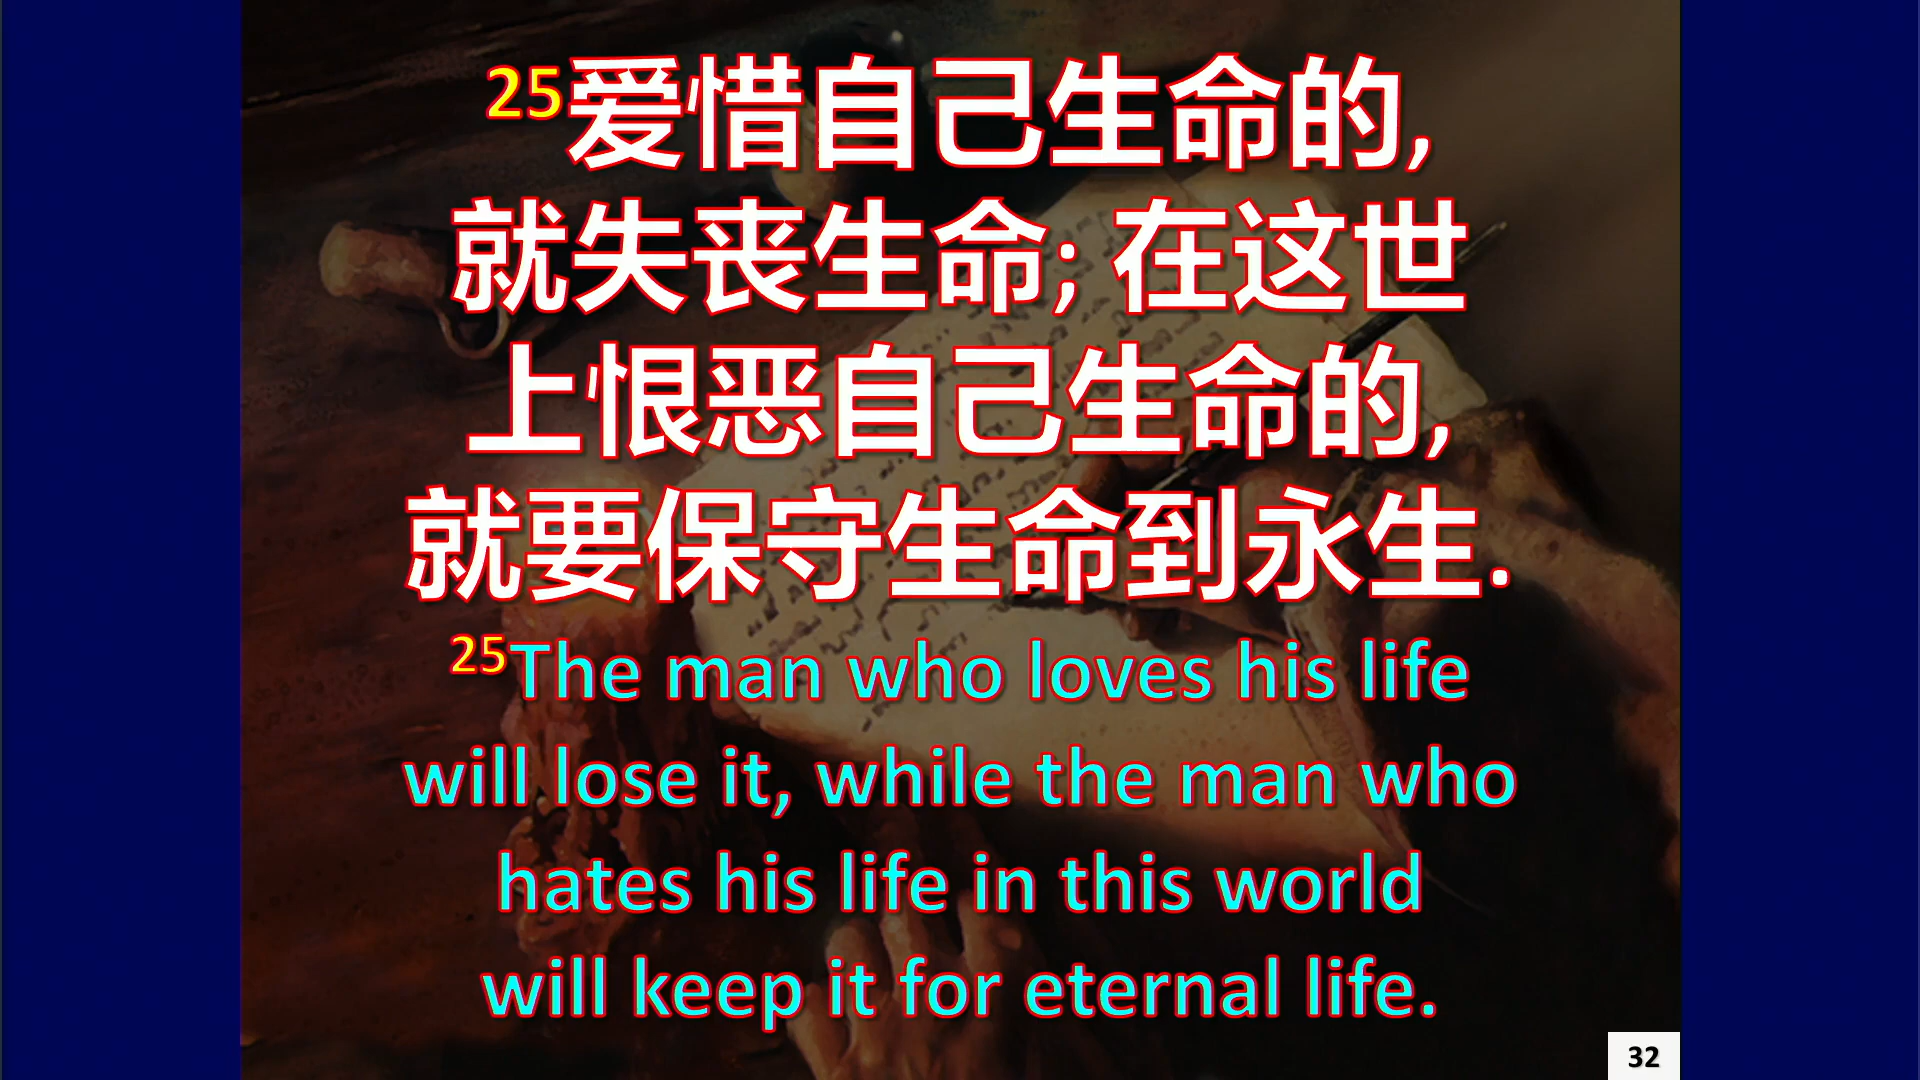 25爱惜自己生命的,
就失丧生命; 在这世
上恨恶自己生命的,
就要保守生命到永生.
25The man who loves his life
will lose it, while the man who
hates his life in this world
will keep it for eternal life.
32